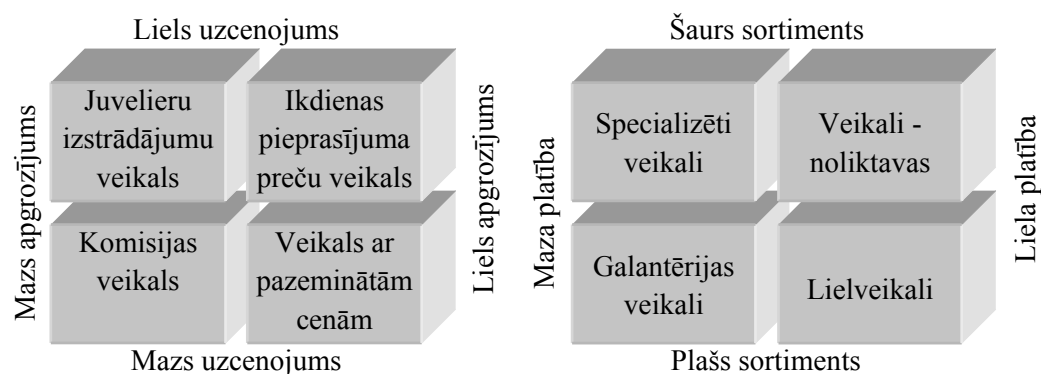 Liels uzcenojums
Mazs apgrozījums
Juvelieru
izstrādājumu
veikals
Ikdienas
pieprasījuma
preču veikals
Komisijas
veikals
Veikals ar
pazeminātām
cenām
Liels apgrozījums
Mazs uzcenojums
Šaurs sortiments
Maza platība
Specializēti
veikali
Veikali -
noliktavas
Galantērijas
veikali
Lielveikali
Liela platība
Plašs sortiments